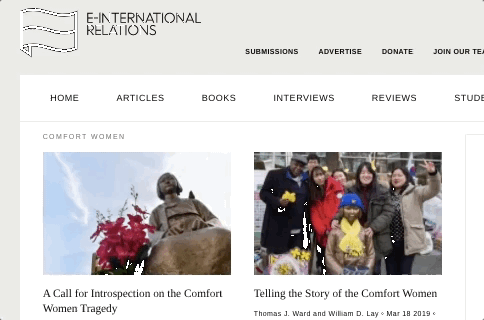 E-INTERNATIONAL
RELATIONS
SUBMISSIONS ADVERTISE DONATE JOIN OUR TEA
HOME ARTICLES BOOKS INTERVIEWS REVIEWS STUDE
COMFORT WOMEN
A Call for Introspection on the Comfort
Women Tragedy
Telling the Story of the Comfort Women
Thomas J. Ward and William D. Lay • Mar 18 2019 •